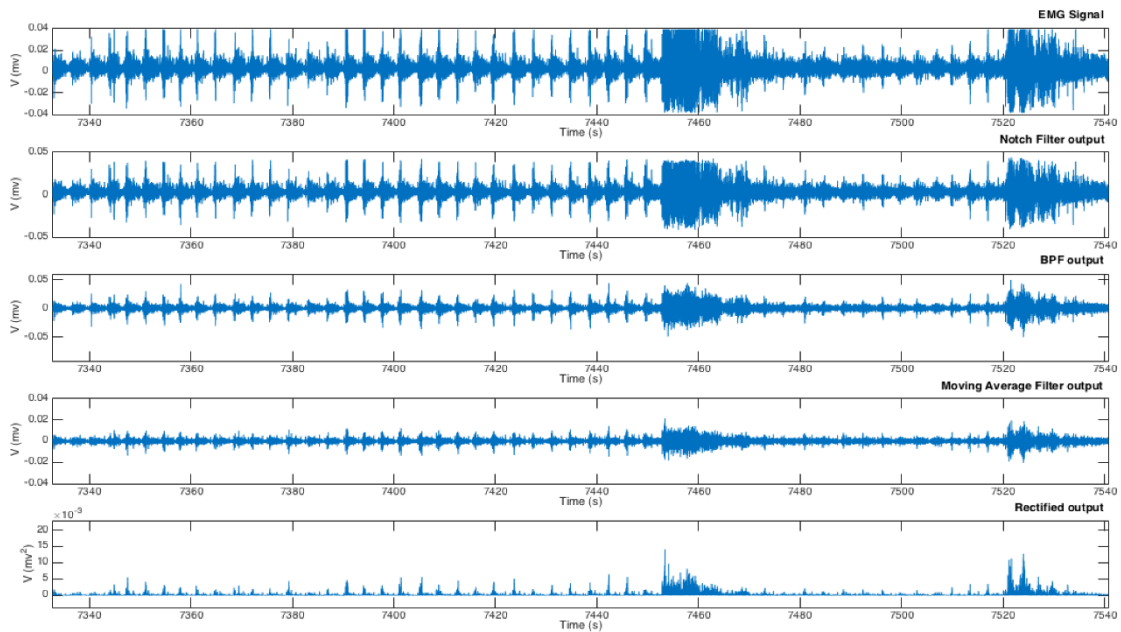 EMG Signal
0.04
0.02
0
-0.02
-0.04
V (mv)
7340 7360 7380 7400 7420 7440 7460 7480 7500 7520 7540
Time (s)
Notch Filter output
0.05
0
-0.05
V (mv)
7340 7360 7380 7400 7420 7440 7460 7480 7500 7520 7540
Time (s)
BPF output
0.05
0
-0.05
V (mv)
7340 7360 7380 7400 7420 7440 7460 7480 7500 7520 7540
Time (s)
Moving Average Filter output
0.04
0.02
0
-0.02
-0.04
V (mv)
7340 7360 7380 7400 7420 7440 7460 7480 7500 7520 7540
Time (s)
Rectified output
×10⁻³
20
15
10
5
0
V (mv²)
7340 7360 7380 7400 7420 7440 7460 7480 7500 7520 7540
Time (s)